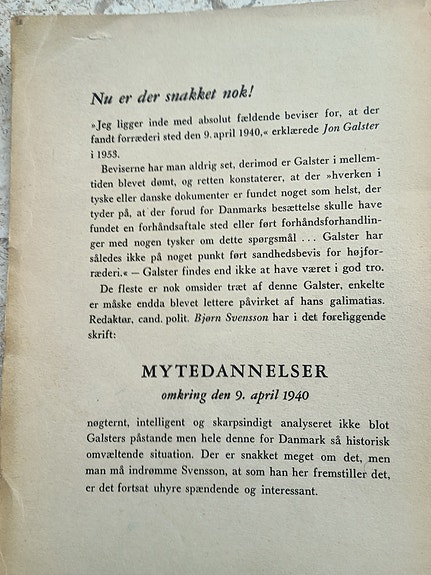 Nu er der snakket nok!
»Jeg ligger inde med absolut fældende beviser for, at der
fandt forræderi sted den 9. april 1940,« erklærede Jon Galster
i 1953.
Beviserne har man aldrig set, derimod er Galster i mellem-
tiden blevet dømt, og retten konstaterer, at der »hverken i
tyske eller danske dokumenter er fundet noget som helst, der
tyder på, at der forud for Danmarks besættelse skulle have
fundet en forhåndsaftale sted eller ført forhåndsforhandlin-
ger med nogen tysker om dette spørgsmål ... Galster har
således ikke på noget punkt ført sandhedsbevis for højfor-
ræderi.« — Galster findes end ikke at have været i god tro.
De fleste er nok omsider træt af denne Galster, enkelte
er måske endda blevet lettere påvirket af hans galimatias.
Redaktør, cand. polit. Bjørn Svensson har i det foreliggende
skrift:
MYTEDANNELSER
omkring den 9. april 1940
nøgternt, intelligent og skarpsindigt analyseret ikke blot
Galsters påstande men hele denne for Danmark så historisk
omvæltende situation. Der er snakket meget om det, men
man må indrømme Svensson, at som han her fremstiller det,
er det fortsat uhyre spændende og interessant.